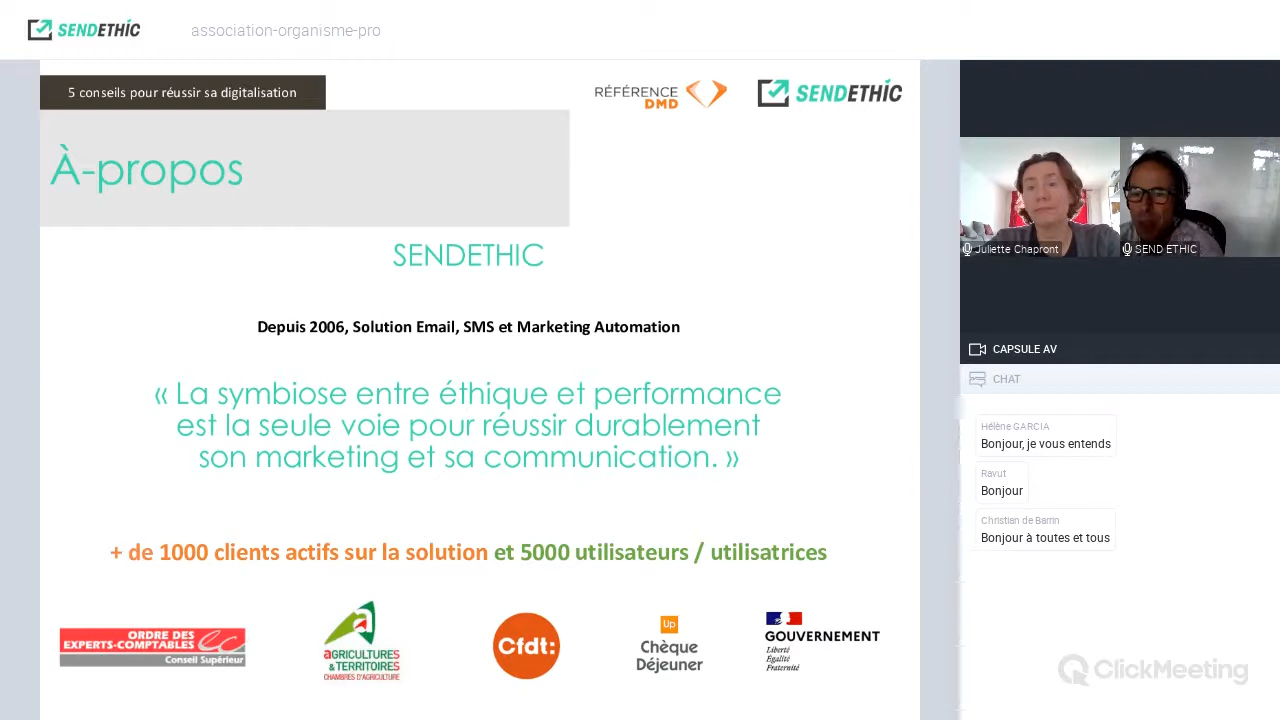 SENDETHIC
association-organisme-pro
5 conseils pour réussir sa digitalisation
RÉFÉRENCE
DMD
SENDETHIC
À-propos
SENDETHIC
Depuis 2006, Solution Email, SMS et Marketing Automation
« La symbiose entre éthique et performance
est la seule voie pour réussir durablement
son marketing et sa communication. »
+ de 1000 clients actifs sur la solution et 5000 utilisateurs / utilisatrices
ORDRE DES
EXPERTS-COMPTABLES
Conseil Supérieur
agricultures
& TERRITOIRES
CHAMBRES D'AGRICULTURE
Cfdt:
Up
Chèque
Déjeuner
GOUVERNEMENT
Liberté
Égalité
Fraternité
Juliette Chapront
SEND ETHIC
CAPSULE AV
CHAT
Hélène GARCIA
Bonjour, je vous entends
Ravut
Bonjour
Christian de Barrin
Bonjour à toutes et tous
ClickMeeting